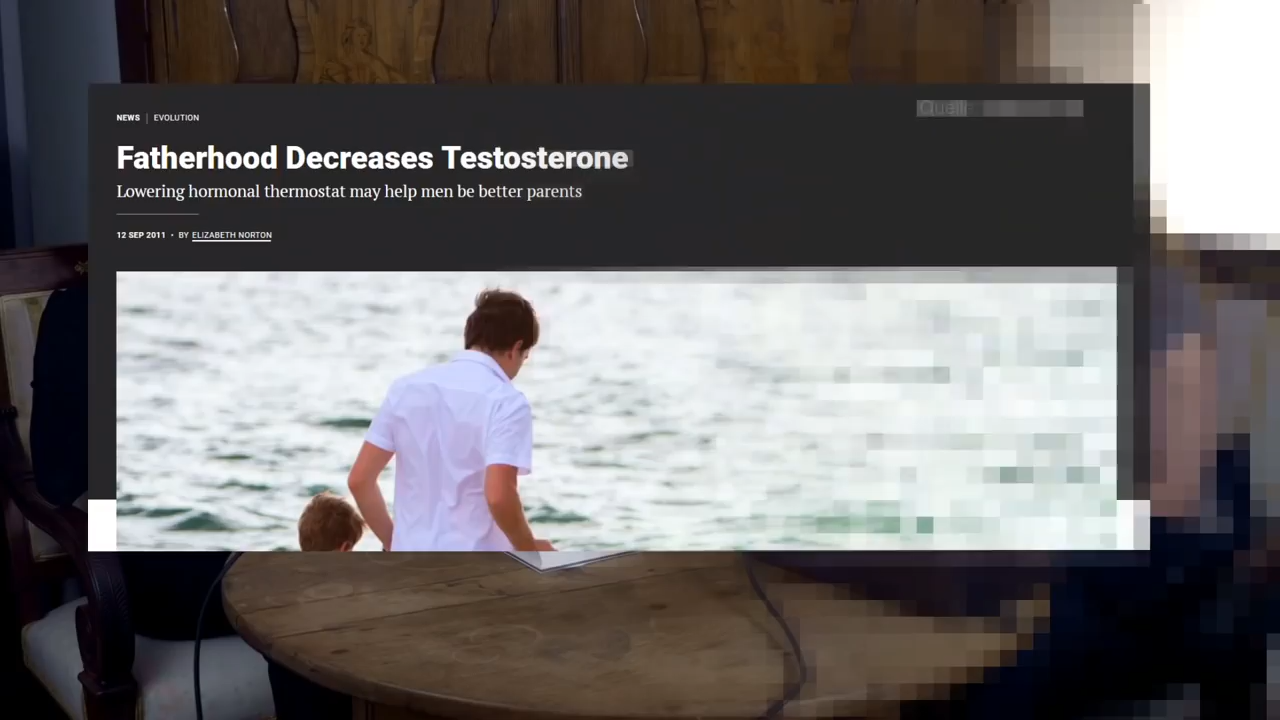 NEWS | EVOLUTION
Quelle
Fatherhood Decreases Testosterone
Lowering hormonal thermostat may help men be better parents
12 SEP 2011 • BY ELIZABETH NORTON